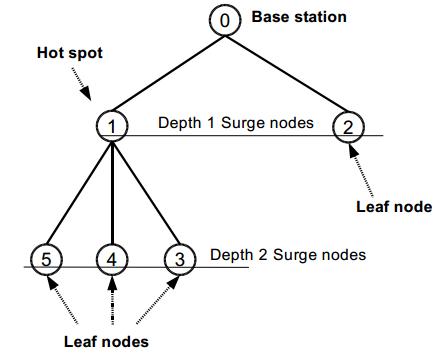 0 Base station
Hot spot
1 Depth 1 Surge nodes 2
Leaf node
5 4 3 Depth 2 Surge nodes
Leaf nodes